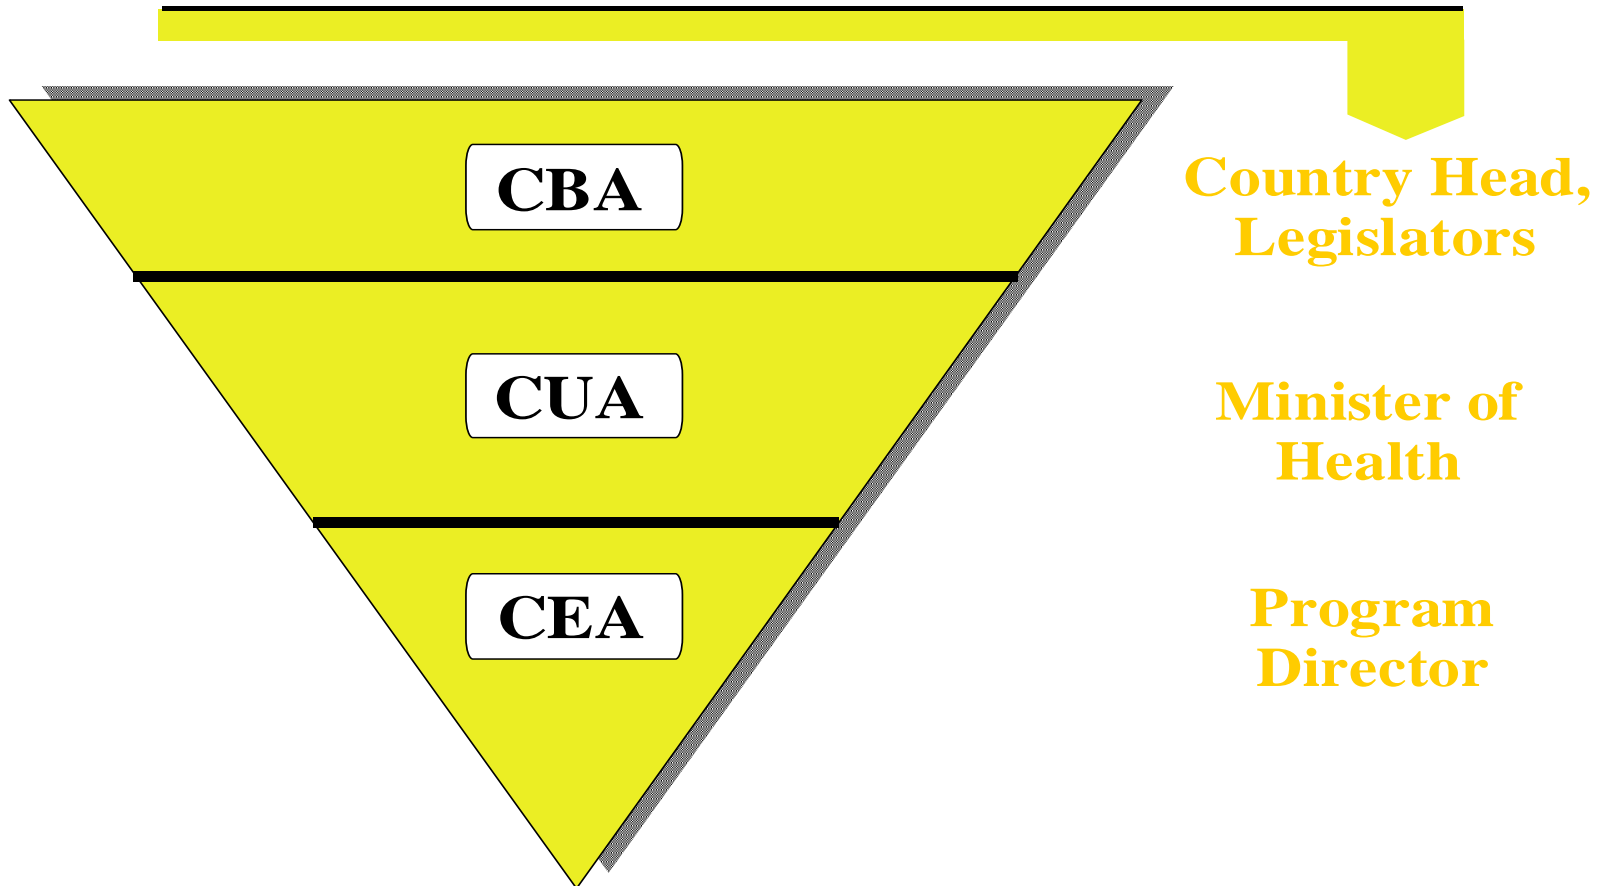 CBA
Country Head,
Legislators
CUA
Minister of
Health
CEA
Program
Director